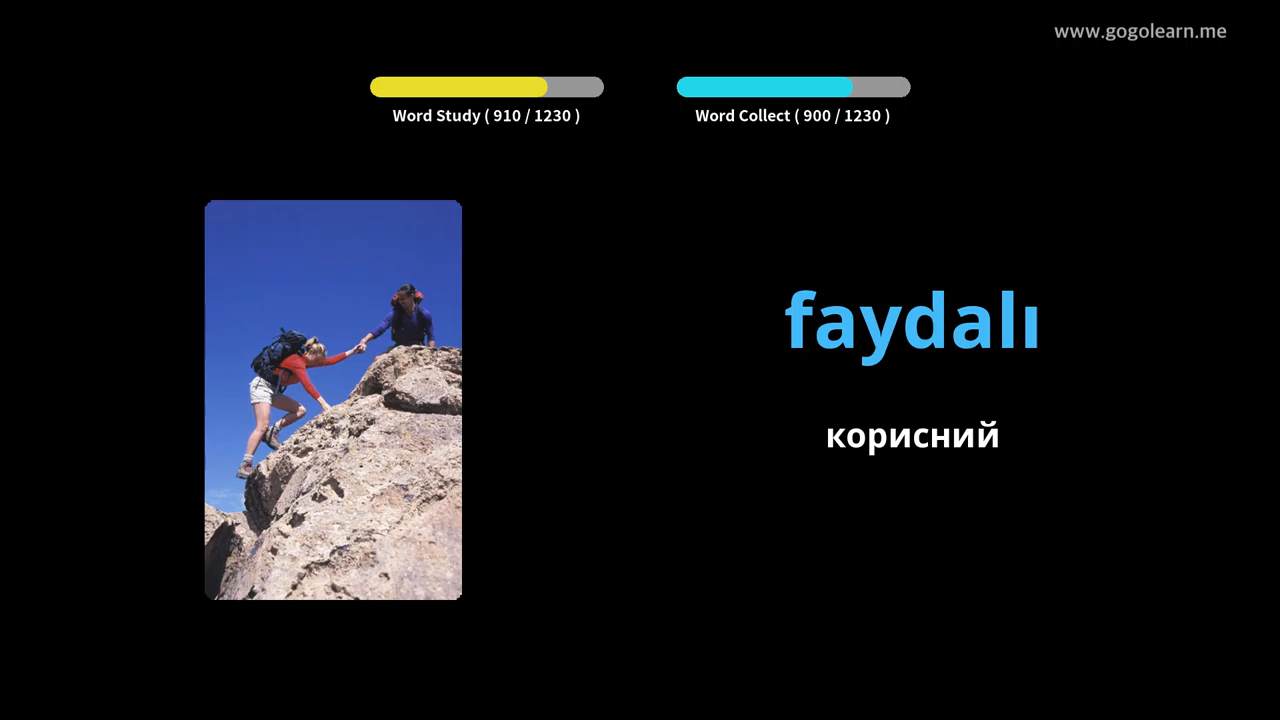 www.gogolearn.me
Word Study ( 910 / 1230 )
Word Collect ( 900 / 1230 )
faydalı
корисний